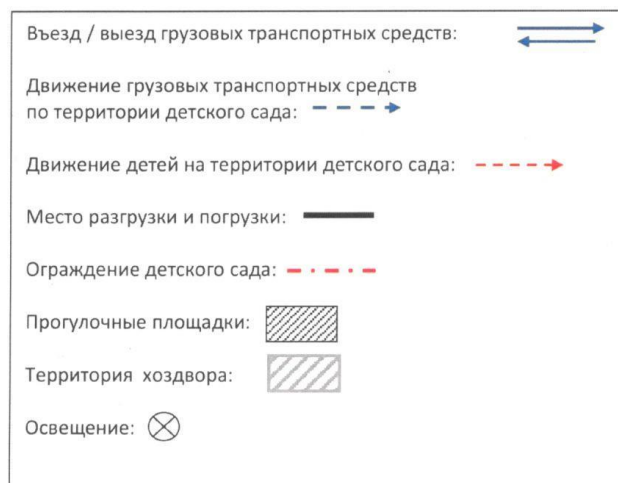 Въезд / выезд грузовых транспортных средств:
Движение грузовых транспортных средств
по территории детского сада:
Движение детей на территории детского сада:
Место разгрузки и погрузки:
Ограждение детского сада:
Прогулочные площадки:
Территория хоздвора:
Освещение: